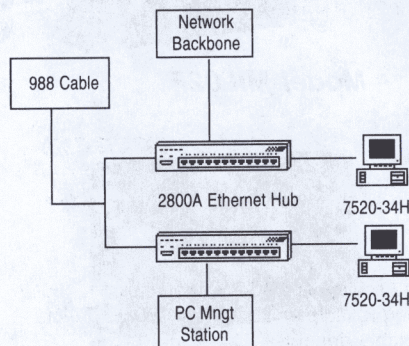 Network
Backbone
988 Cable
2800A Ethernet Hub
7520-34H
7520-34H
PC Mngt
Station